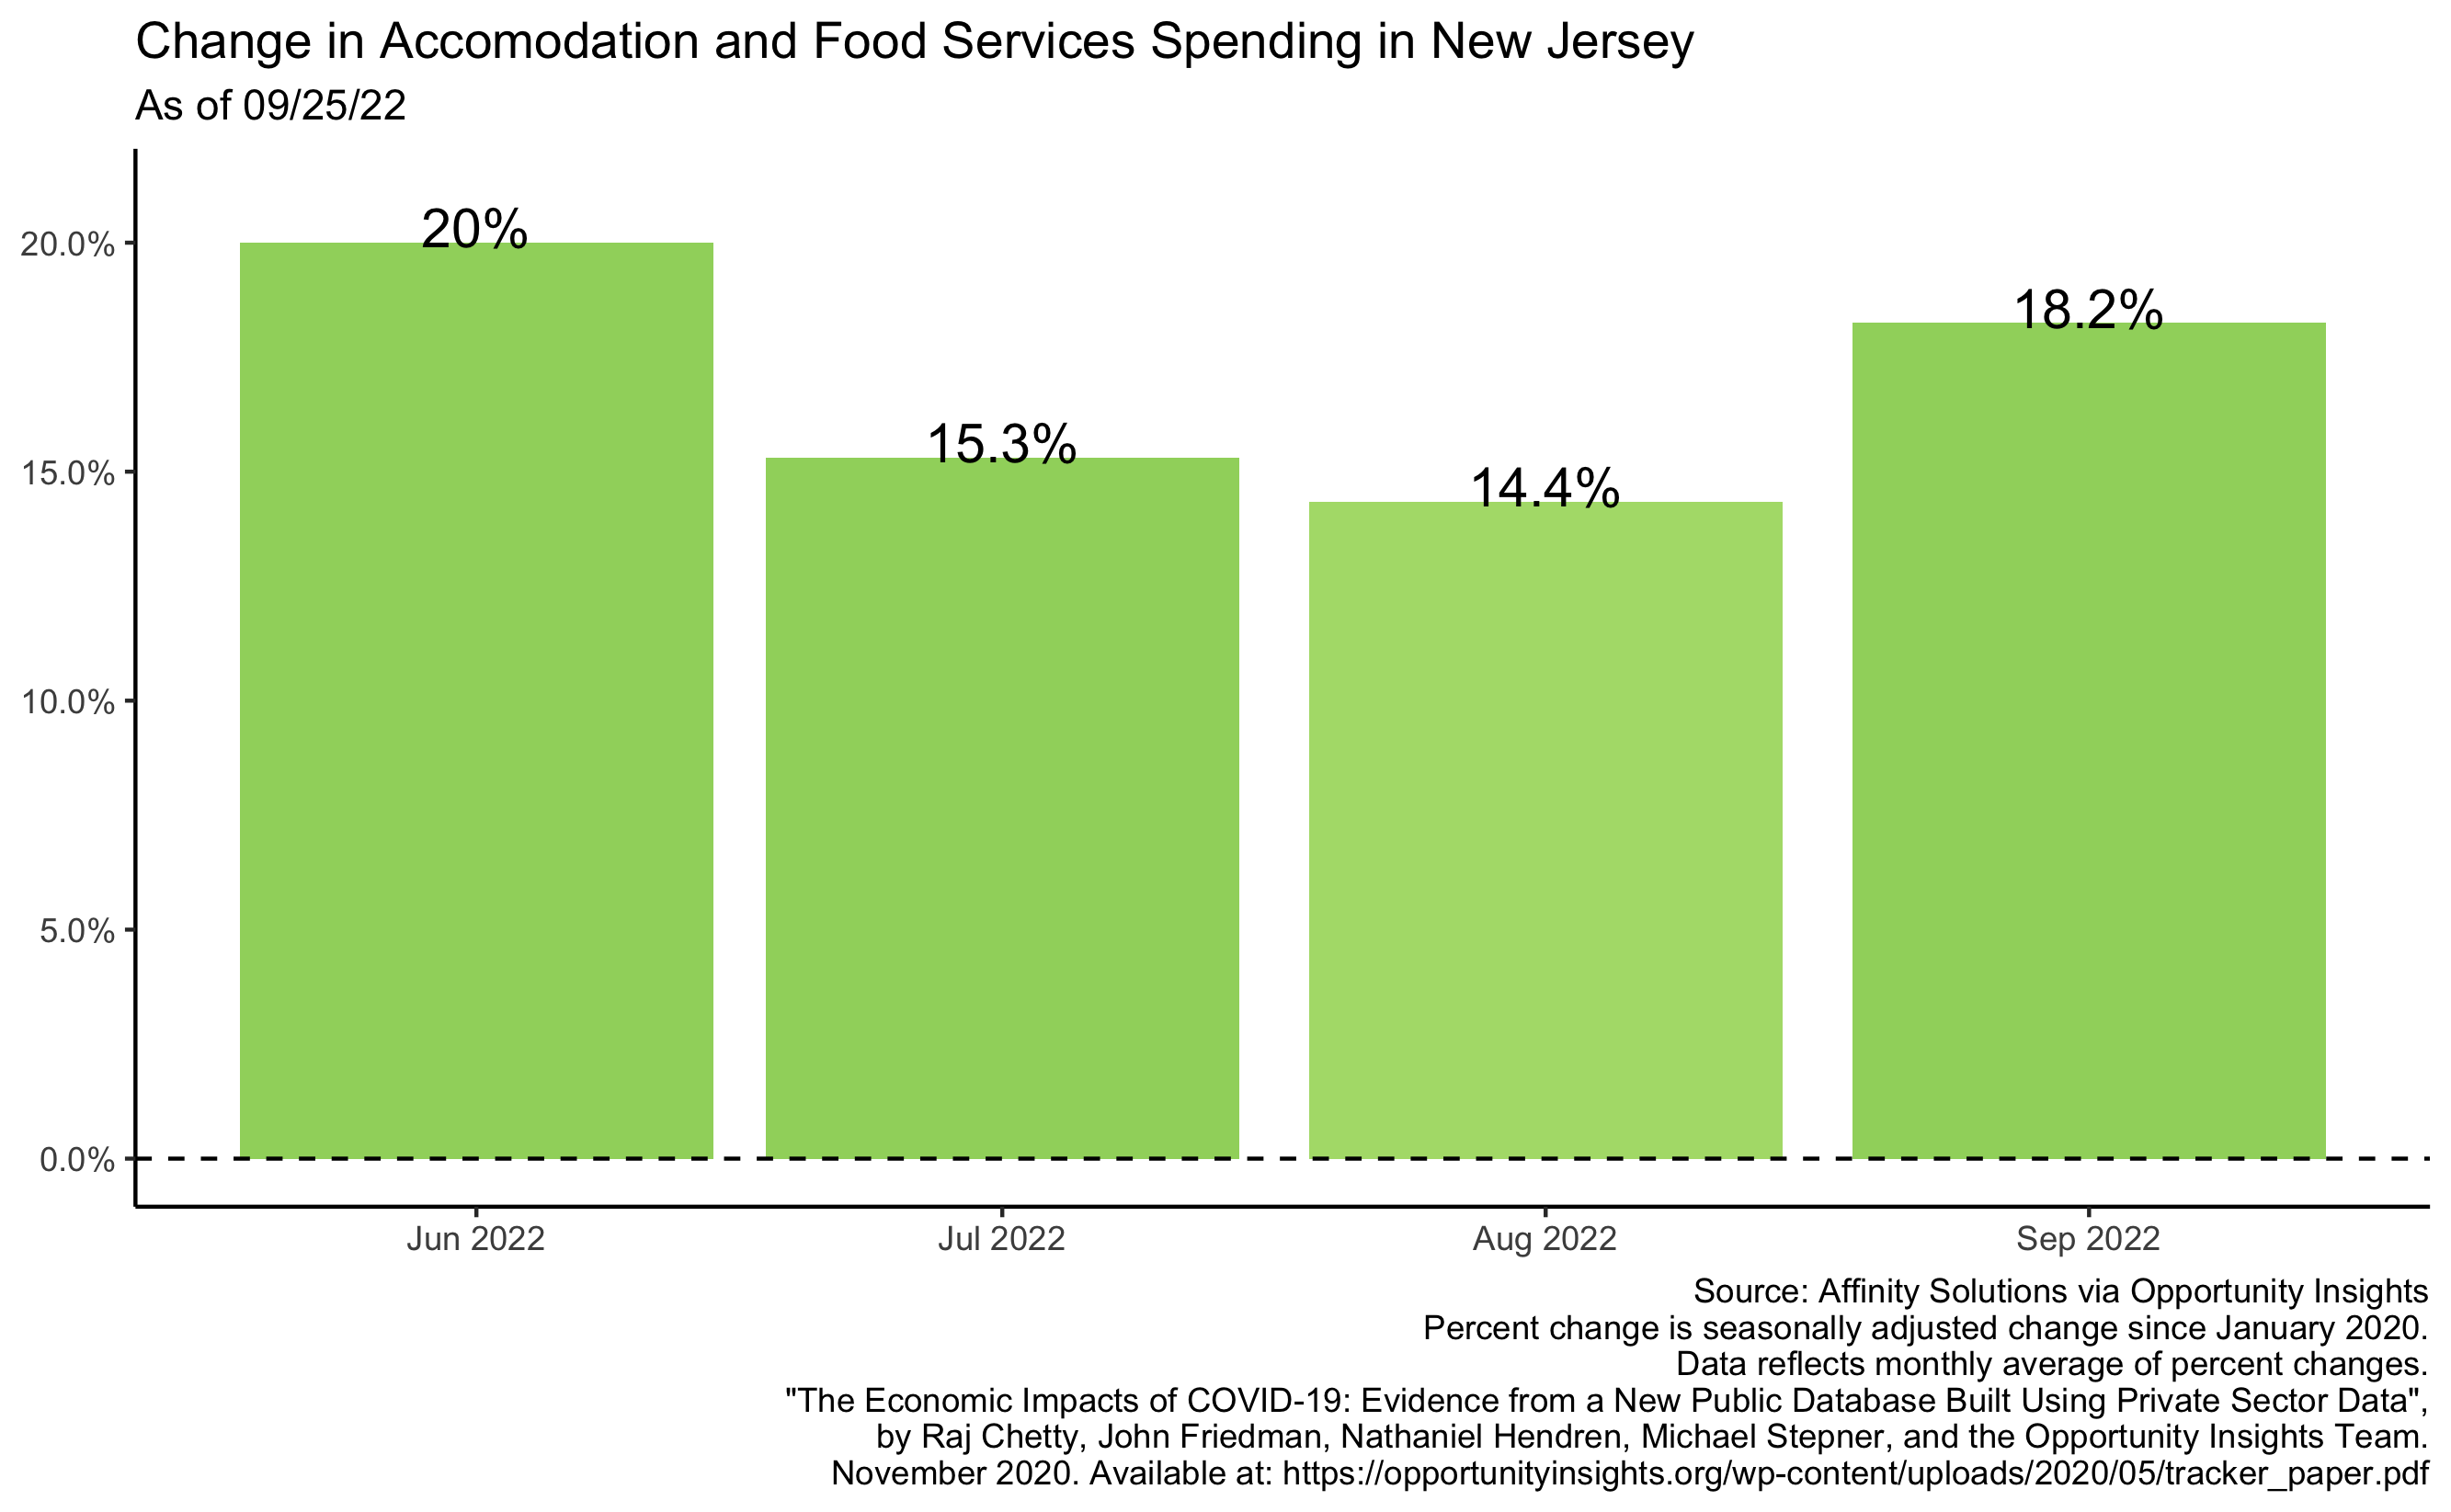 Change in Accomodation and Food Services Spending in New Jersey
As of 09/25/22
20.0%
15.0%
10.0%
5.0%
0.0%
20%
15.3%
14.4%
18.2%
Jun 2022
Jul 2022
Aug 2022
Sep 2022
Source: Affinity Solutions via Opportunity Insights
Percent change is seasonally adjusted change since January 2020.
Data reflects monthly average of percent changes.
"The Economic Impacts of COVID-19: Evidence from a New Public Database Built Using Private Sector Data",
by Raj Chetty, John Friedman, Nathaniel Hendren, Michael Stepner, and the Opportunity Insights Team.
November 2020. Available at: https://opportunityinsights.org/wp-content/uploads/2020/05/tracker_paper.pdf